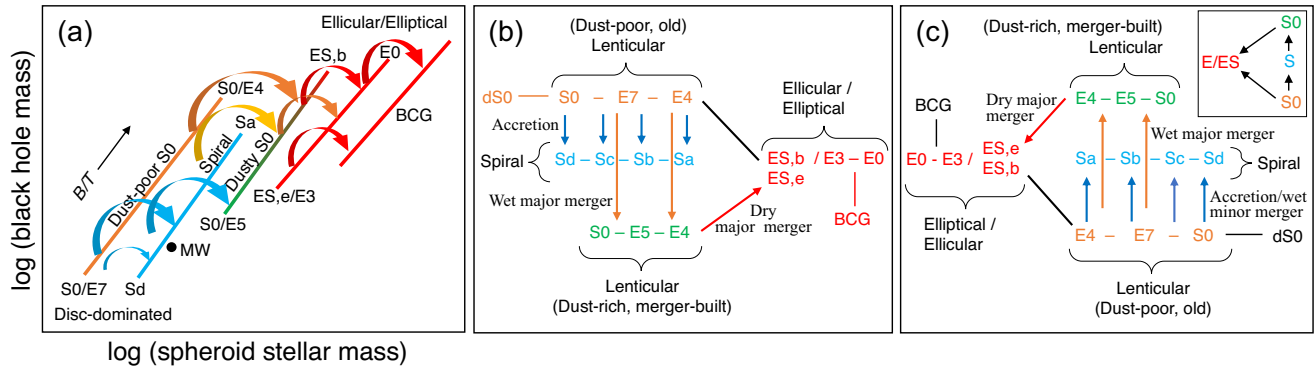 (a)
Ellicular/Elliptical
ES,b
E0
S0/E4
BCG
Sa
B/T
Dust-poor S0
Spiral
Dusty S0
ES,e/E3
S0/E5
MW
S0/E7
Sd
Disc-dominated
log (black hole mass)
log (spheroid stellar mass)
(b)
(Dust-poor, old)
Lenticular
dS0 S0 – E7 – E4
Accretion
Ellicular /
Elliptical
Spiral
Sd – Sc – Sb – Sa
ES,b / E3 – E0
ES,e
Wet major merger
BCG
Dry
major merger
S0 – E5 – E4
Lenticular
(Dust-rich, merger-built)
(c)
(Dust-rich, merger-built)
Lenticular
S0
E/ES
S
S0
BCG
Dry major
merger
E4 – E5 – S0
Wet major merger
E0 - E3 / ES,e
ES,b
Sa – Sb – Sc – Sd
Spiral
Elliptical /
Ellicular
Accretion/wet
minor merger
E4 – E7 – S0 dS0
Lenticular
(Dust-poor, old)